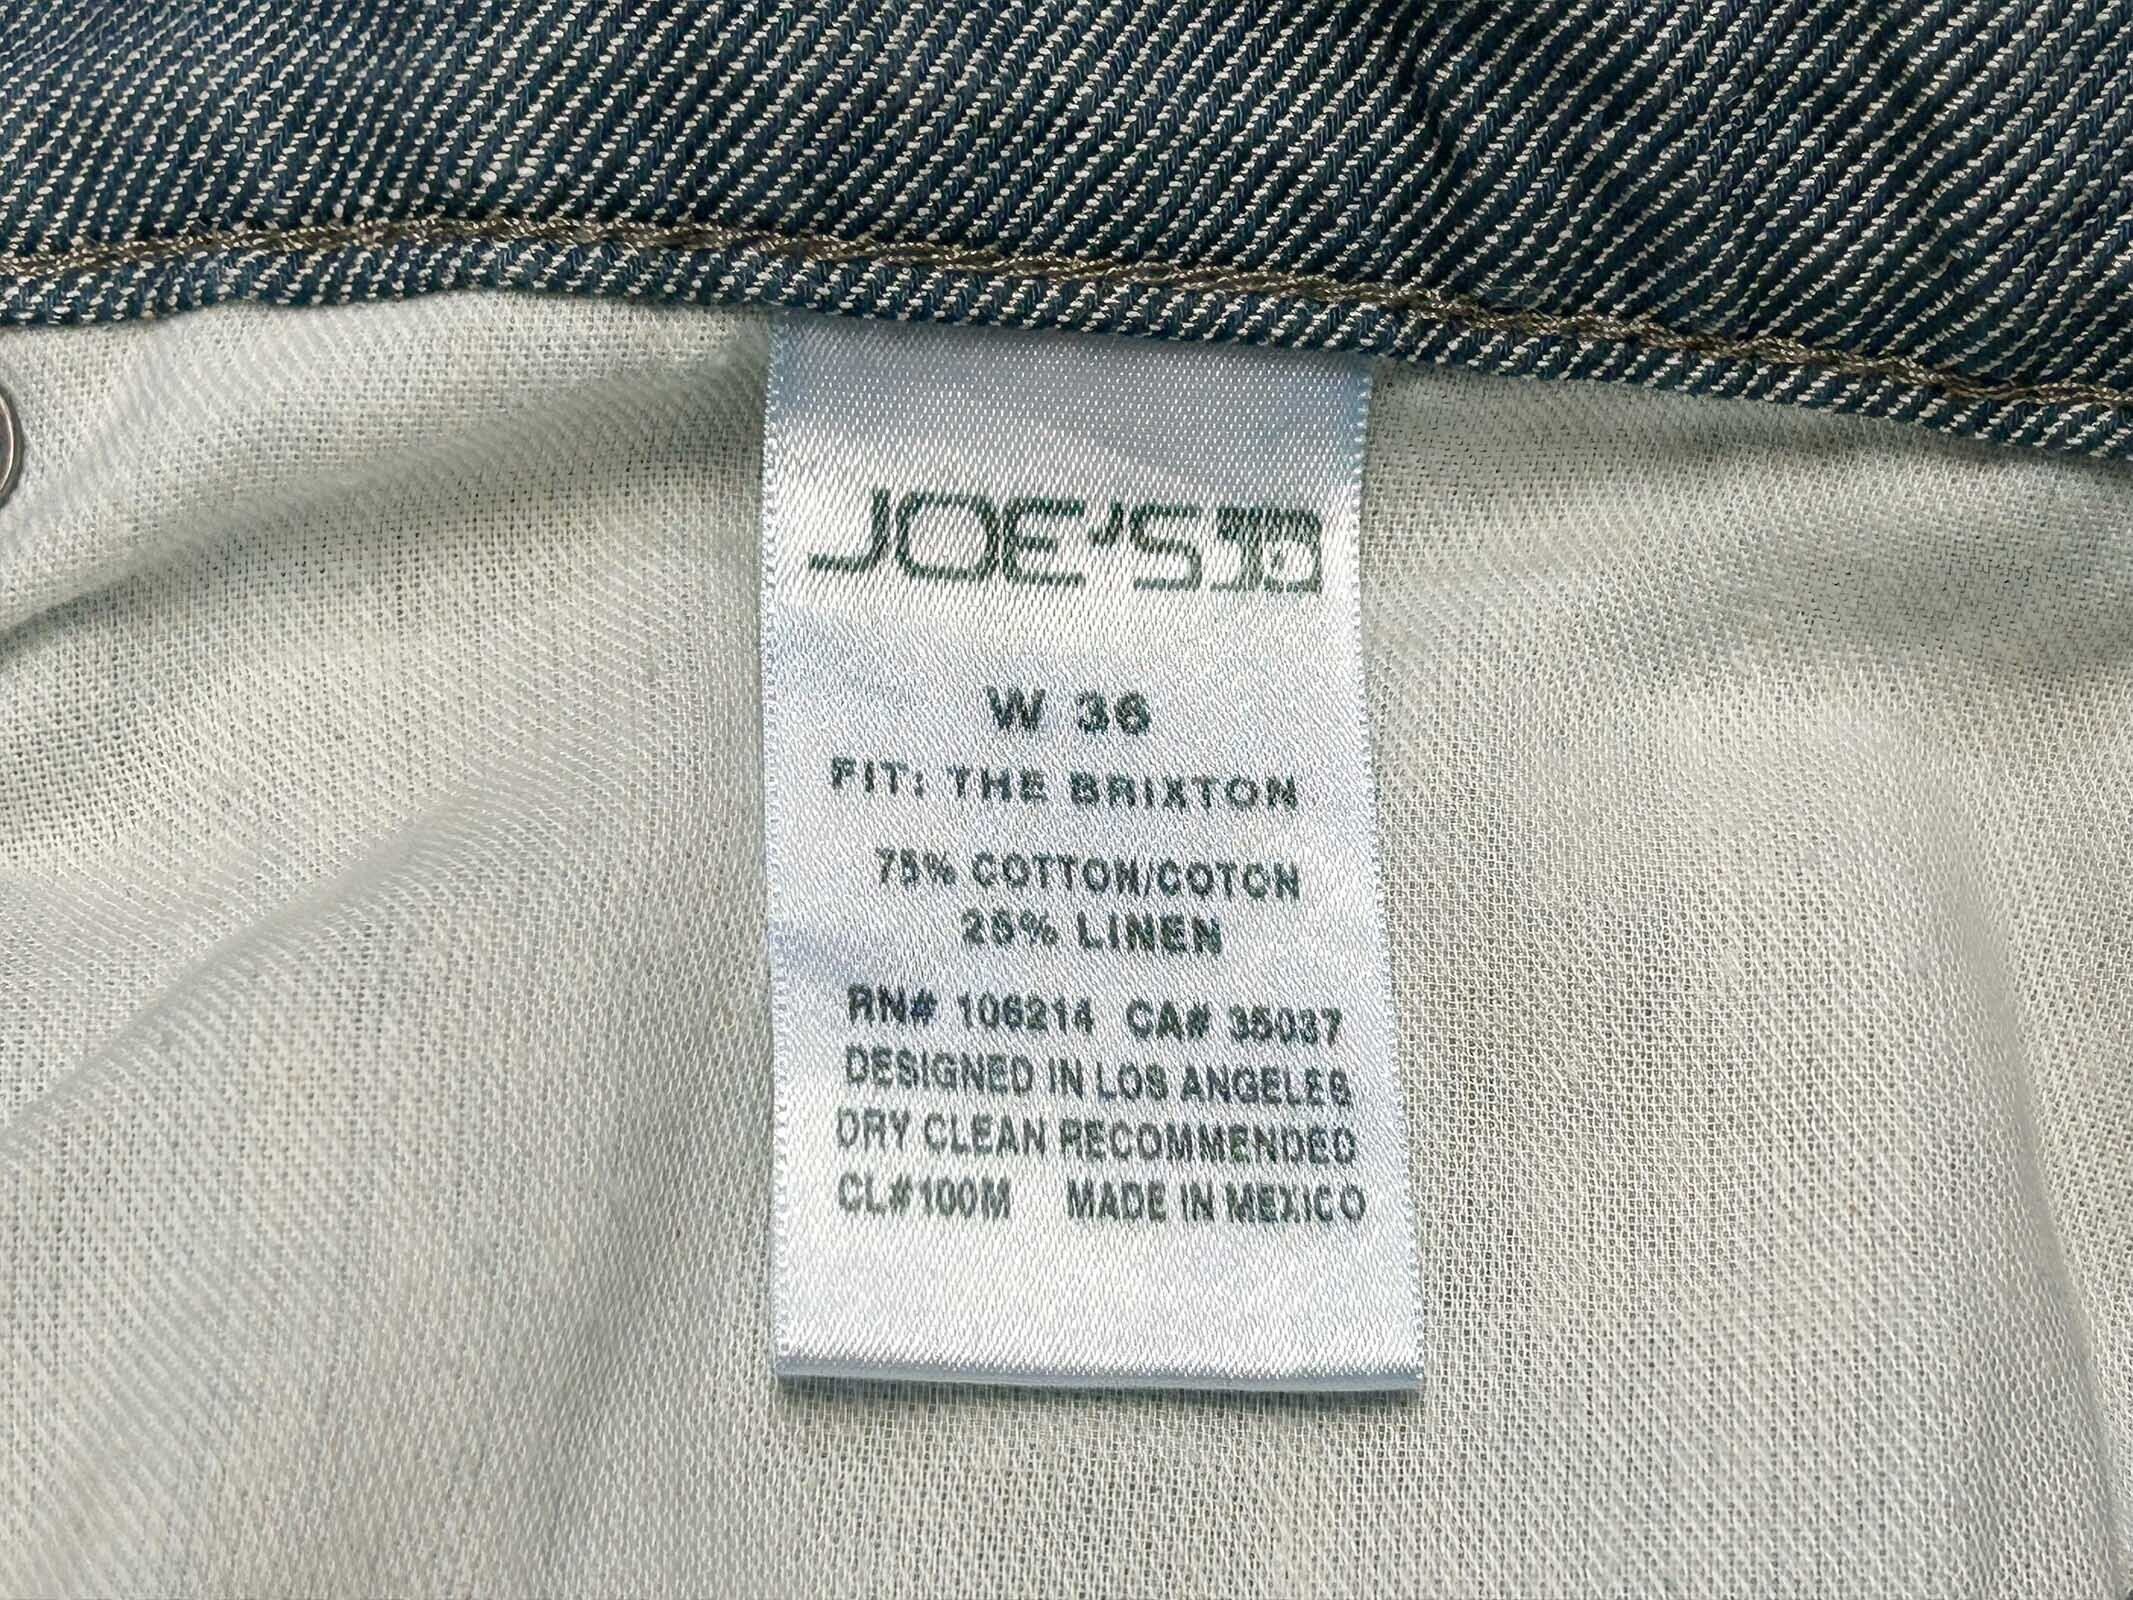 JOE'S
W 36
FIT: THE BRIXTON
75% COTTON/COTON
25% LINEN
RN# 106214 CA# 35037
DESIGNED IN LOS ANGELES
DRY CLEAN RECOMMENDED
CL#100M MADE IN MEXICO